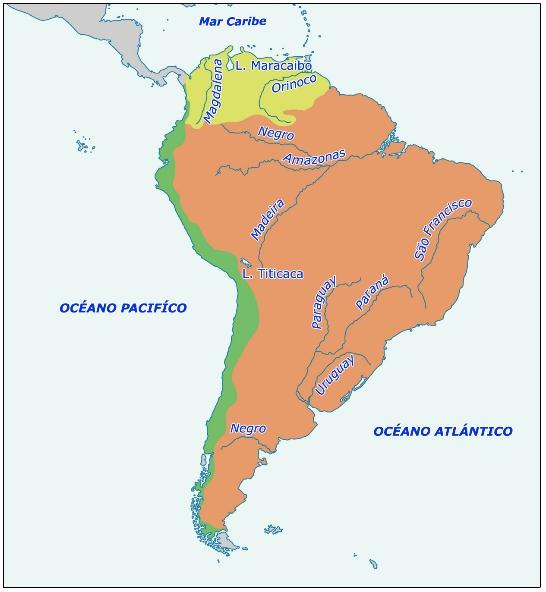 Mar Caribe
L. Maracaibo
Magdalena
Orinoco
Negro
Amazonas
Madeira
São Francisco
L. Titicaca
Paraguay
Paraná
OCÉANO PACIFÍCO
Uruguay
Negro
OCÉANO ATLÁNTICO